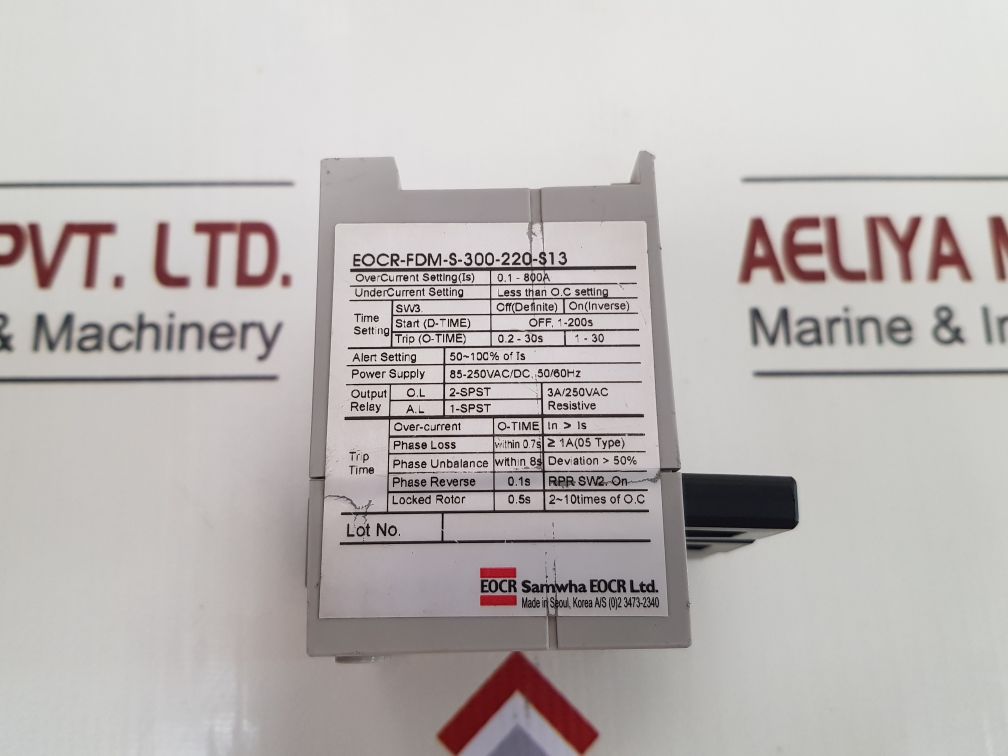 PVT. LTD.
& Machinery
AELIYA M
Marine & In
EOCR-FDM-S-300-220-S13
OverCurrent Setting(Is) 0.1 - 800A
UnderCurrent Setting Less than O.C setting
Time Setting SW3. Off(Definite) On(Inverse)
Start (D-TIME) OFF, 1-200s
Trip (O-TIME) 0.2 - 30s 1 - 30
Alert Setting 50~100% of Is
Power Supply 85-250VAC/DC, 50/60Hz
Output Relay O.L 2-SPST 3A/250VAC
A.L 1-SPST Resistive
Trip Time Over-current O-TIME In > Is
Phase Loss within 0.7s ≥ 1A(05 Type)
Phase Unbalance within 8s Deviation > 50%
Phase Reverse 0.1s RPR SW2. On
Locked Rotor 0.5s 2~10times of O.C
Lot No.
EOCR Samwha EOCR Ltd.
Made in Seoul, Korea A/S (0)2 3473-2340